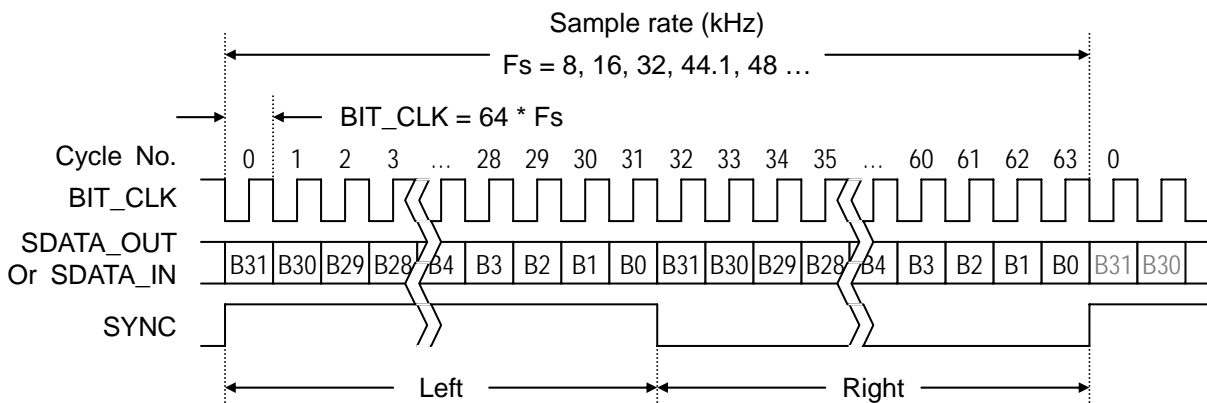 Sample rate (kHz)
Fs = 8, 16, 32, 44.1, 48 …
BIT_CLK = 64 * Fs
Cycle No. 0 1 2 3 ... 28 29 30 31 32 33 34 35 ... 60 61 62 63 0
BIT_CLK
SDATA_OUT
Or SDATA_IN B31 B30 B29 B28 B4 B3 B2 B1 B0 B31 B30 B29 B28 B4 B3 B2 B1 B0 B31 B30
SYNC
Left Right